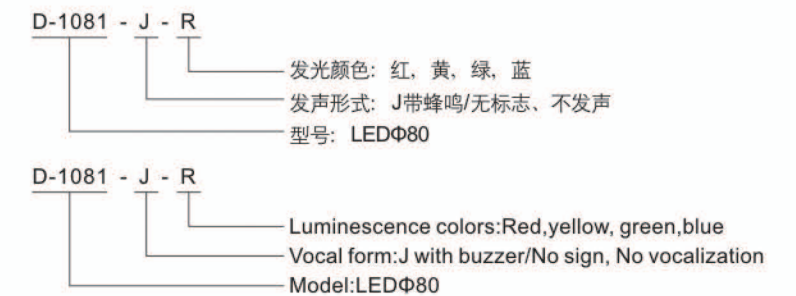 D-1081 - J - R
发光颜色: 红, 黄, 绿, 蓝
发声形式: J带蜂鸣/无标志、不发声
型号: LEDΦ80
D-1081 - J - R
Luminescence colors:Red,yellow, green,blue
Vocal form:J with buzzer/No sign, No vocalization
Model:LEDΦ80